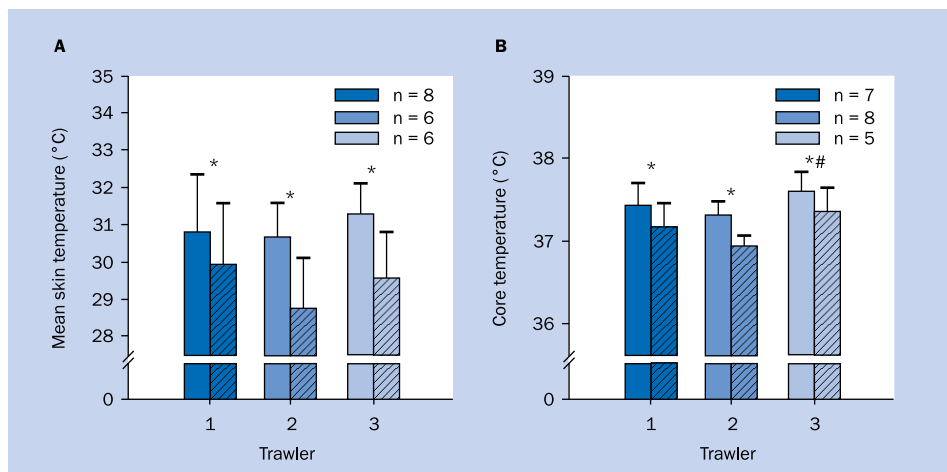 A
Mean skin temperature (°C)
35
34
33
32
31
30
29
28
0
n = 8
n = 6
n = 6
*
*
*
1 2 3
Trawler
B
Core temperature (°C)
39
38
37
36
0
n = 7
n = 8
n = 5
*
*
*#
1 2 3
Trawler